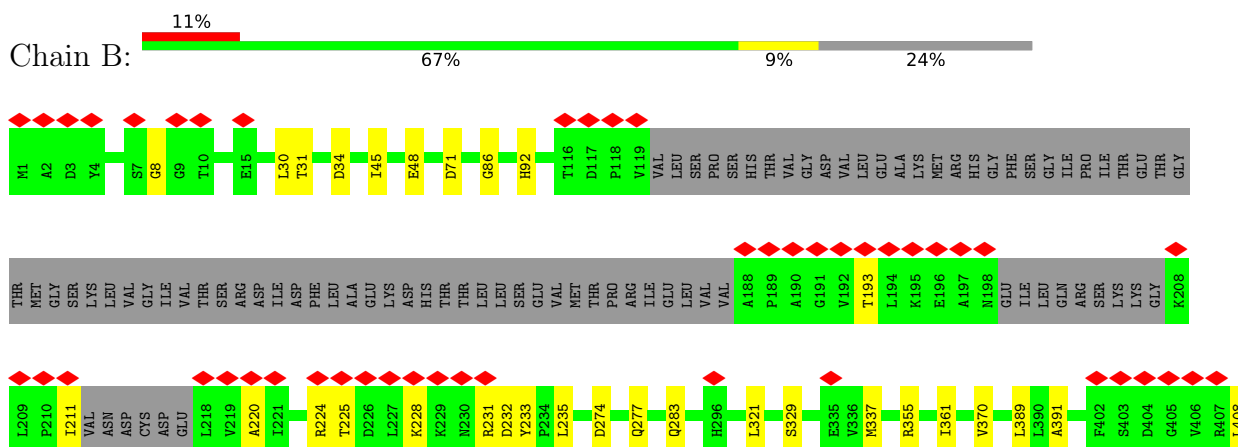 11%
Chain B:
67% 9% 24%
M1 A2 D3 Y4 S7 G8 G9 T10 E15 L30 T31 D34 I45 E48 D71 G86 H92 T116 D117 P118 V119 VAL LEU SER PRO SER HIS THR VAL GLY ASP VAL LEU GLU ALA LYS MET ARG HIS GLY PHE SER GLY ILE PRO ILE THR GLU THR GLY
THR MET GLY SER LYS LEU VAL GLY ILE VAL THR SER ARG ASP ILE ASP PHE LEU ALA GLU LYS ASP HIS THR THR LEU LEU SER GLU VAL MET THR PRO ARG ILE GLU LEU VAL VAL A188 P189 A190 G191 V192 T193 L194 K195 E196 A197 N198 GLU ILE LEU GLN ARG SER LYS LYS GLY K208
L209 P210 I211 VAL ASN ASP CYS ASP GLU L218 V219 A220 I221 R224 T225 D226 L227 K228 K229 N230 R231 D232 Y233 P234 L235 D274 Q277 Q283 H296 L321 S329 E335 V336 M337 R355 I361 V370 L389 L390 A391 F402 S403 D404 G405 V406 R407 L408